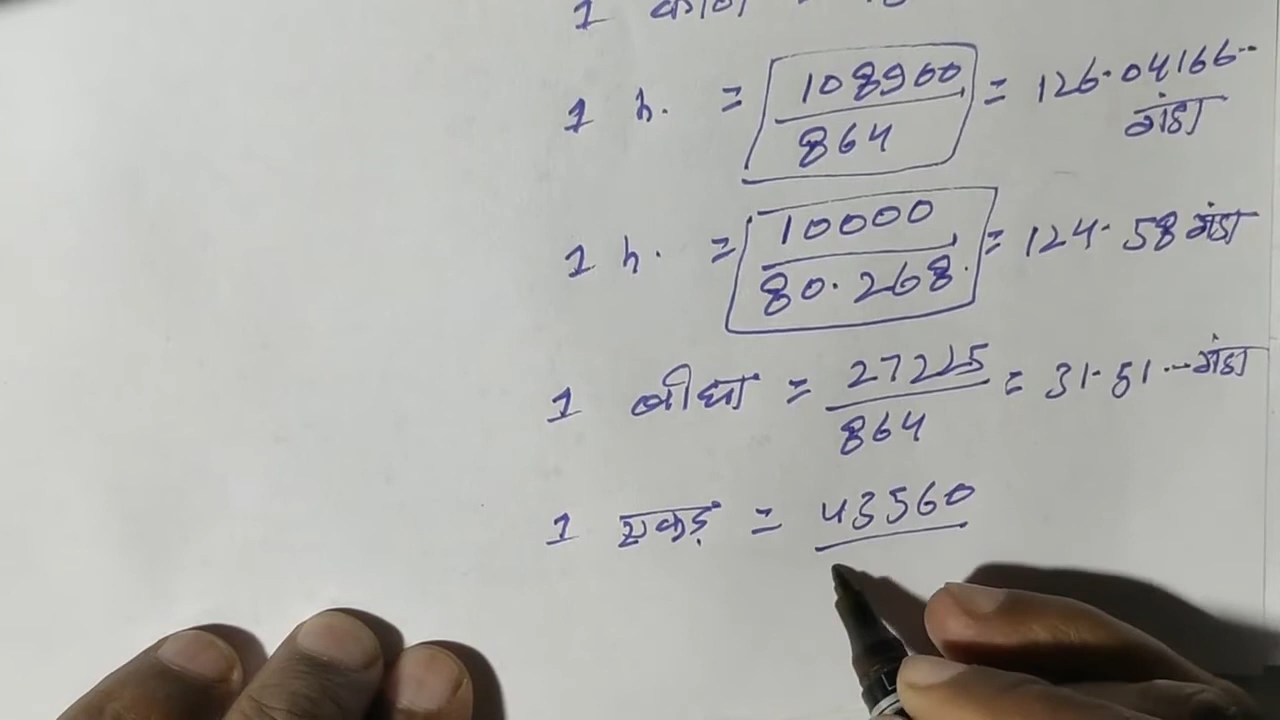 1 h. = 108900 / 864 = 126.04166.. गंडा
1 h. = 10000 / 80.268 = 124.58 गंडा
1 बीघा = 27225 / 864 = 31.51... गंडा
1 एकड़ = 43560